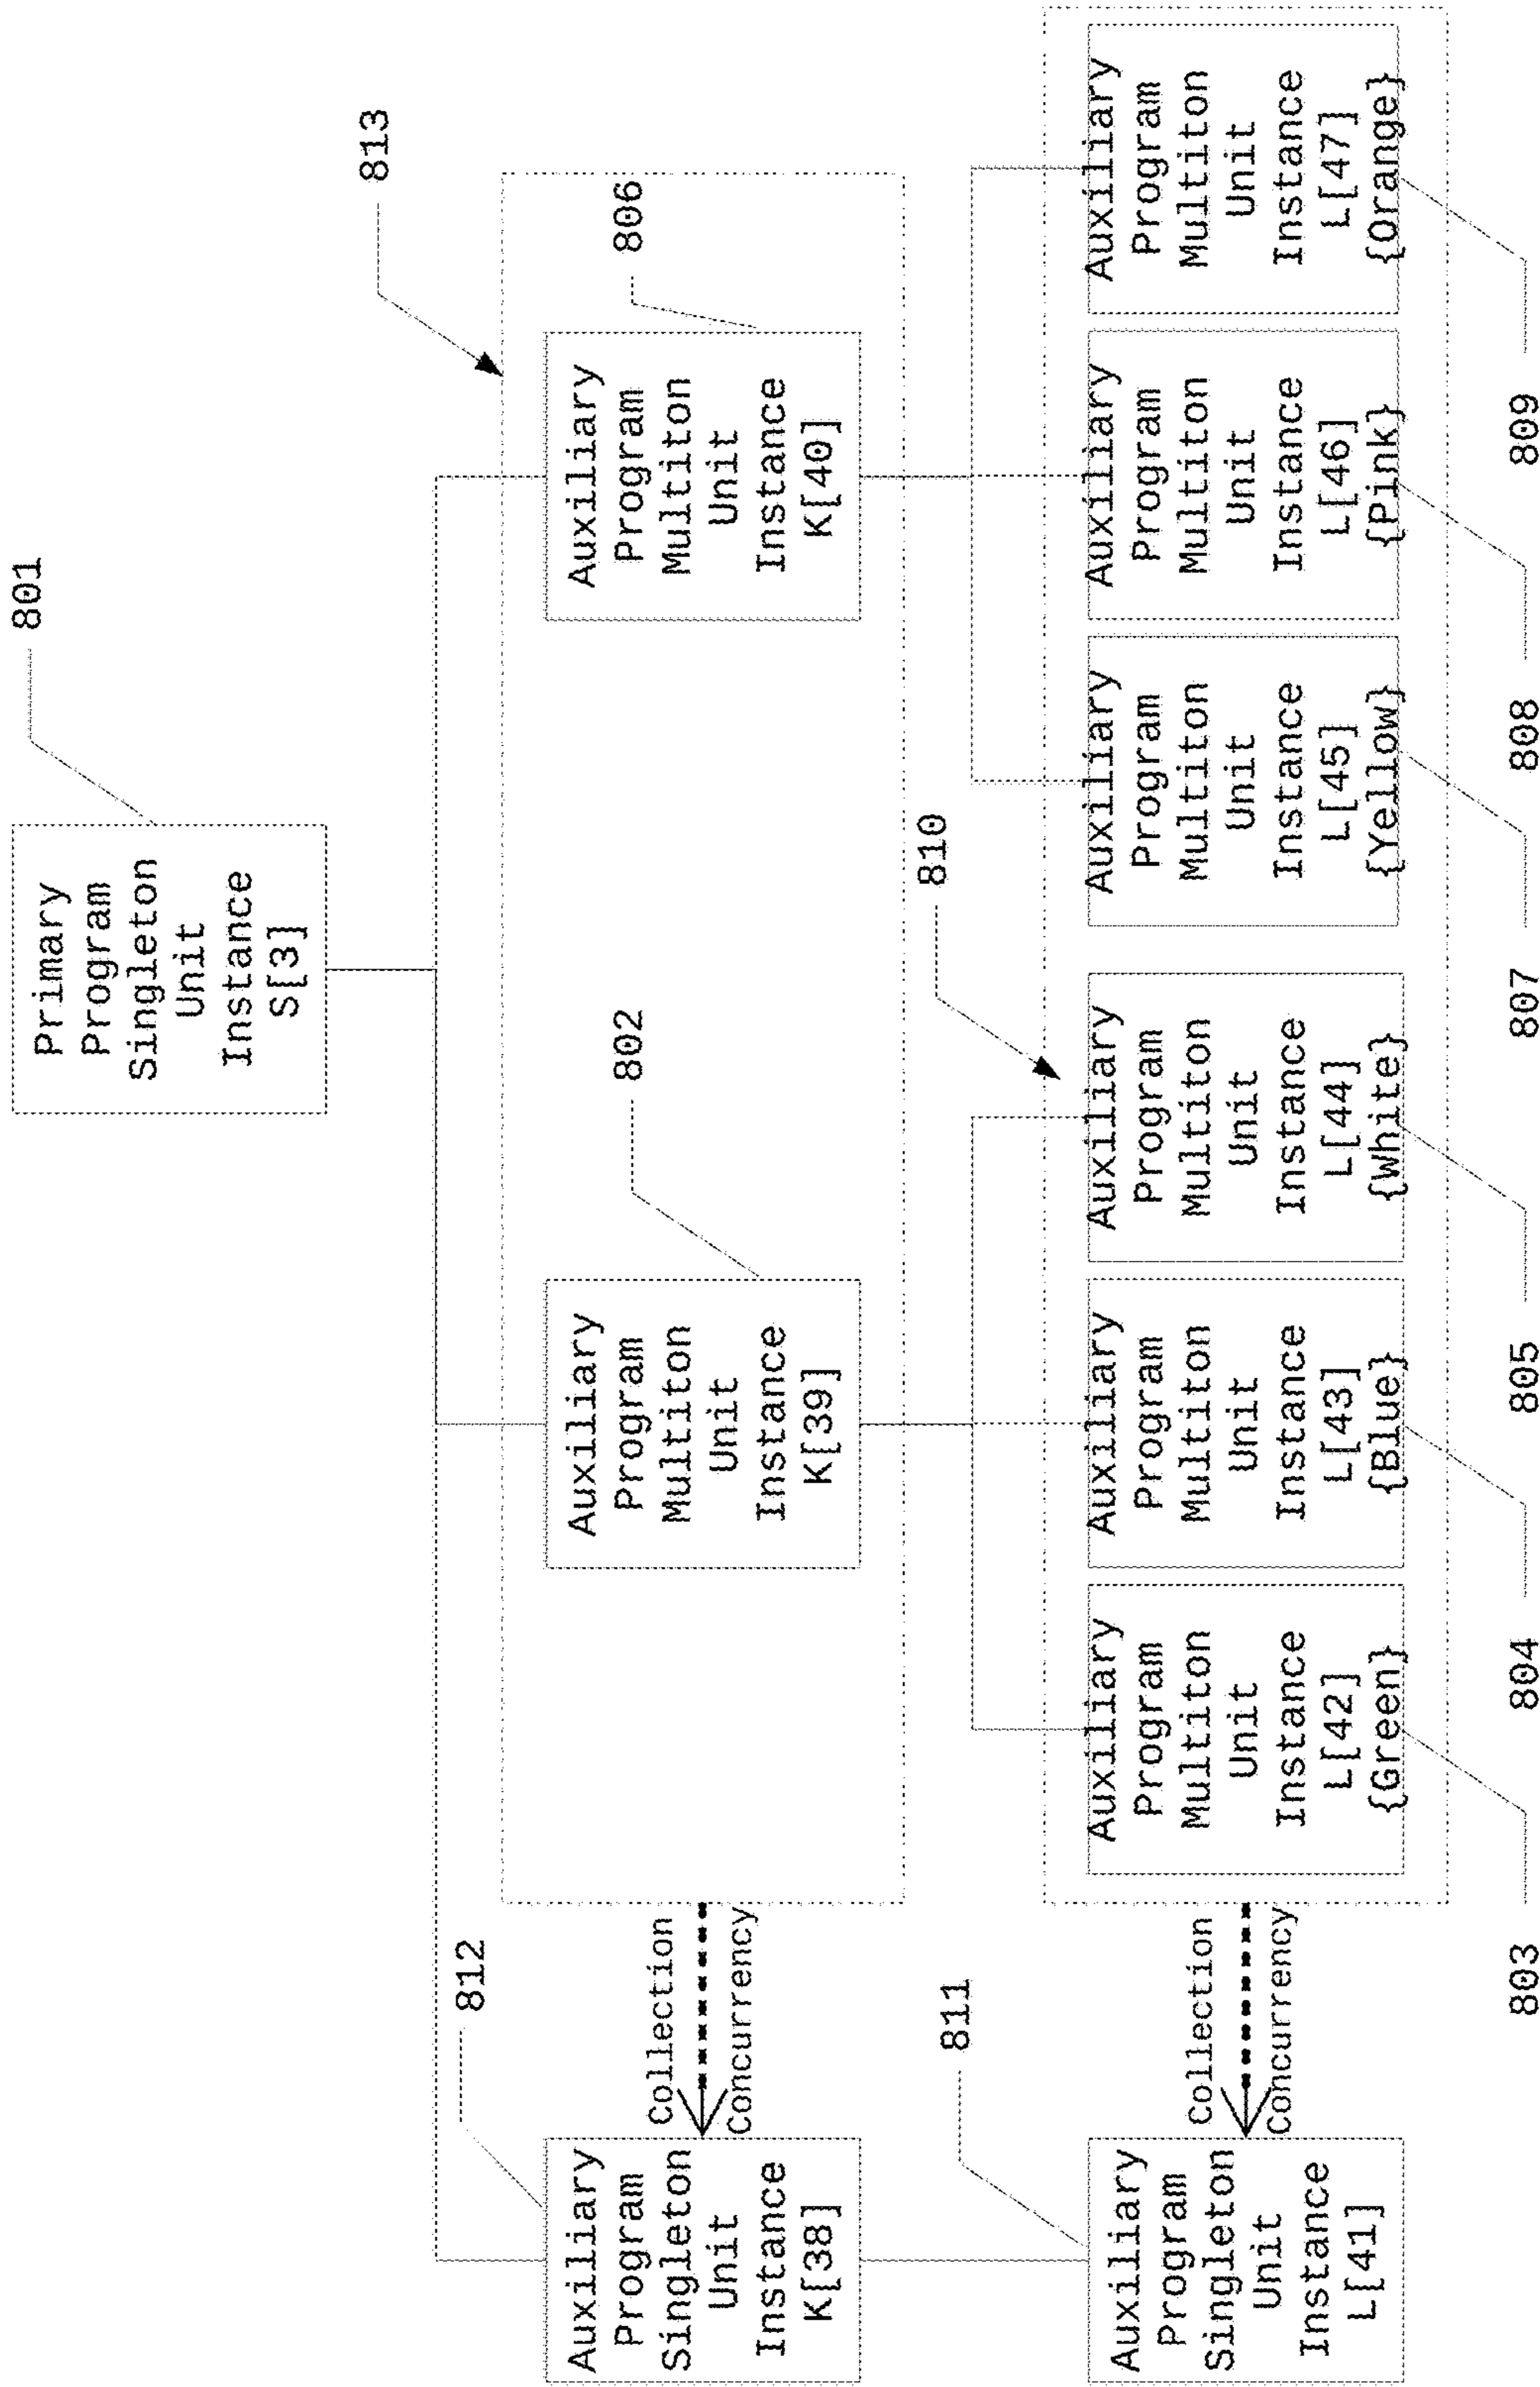 801
Primary
Program
Singleton
Unit
Instance
S[3]
813
812
802
806
Auxiliary
Program
Singleton
Unit
Instance
K[38]
Collection
Concurrency
Auxiliary
Program
Multiton
Unit
Instance
K[39]
Auxiliary
Program
Multiton
Unit
Instance
K[40]
811
810
Auxiliary
Program
Singleton
Unit
Instance
L[41]
Collection
Concurrency
Auxiliary
Program
Multiton
Unit
Instance
L[42]
{Green}
Auxiliary
Program
Multiton
Unit
Instance
L[43]
{Blue}
Auxiliary
Program
Multiton
Unit
Instance
L[44]
{White}
Auxiliary
Program
Multiton
Unit
Instance
L[45]
{Yellow}
Auxiliary
Program
Multiton
Unit
Instance
L[46]
{Pink}
Auxiliary
Program
Multiton
Unit
Instance
L[47]
{Orange}
803
804
805
807
808
809